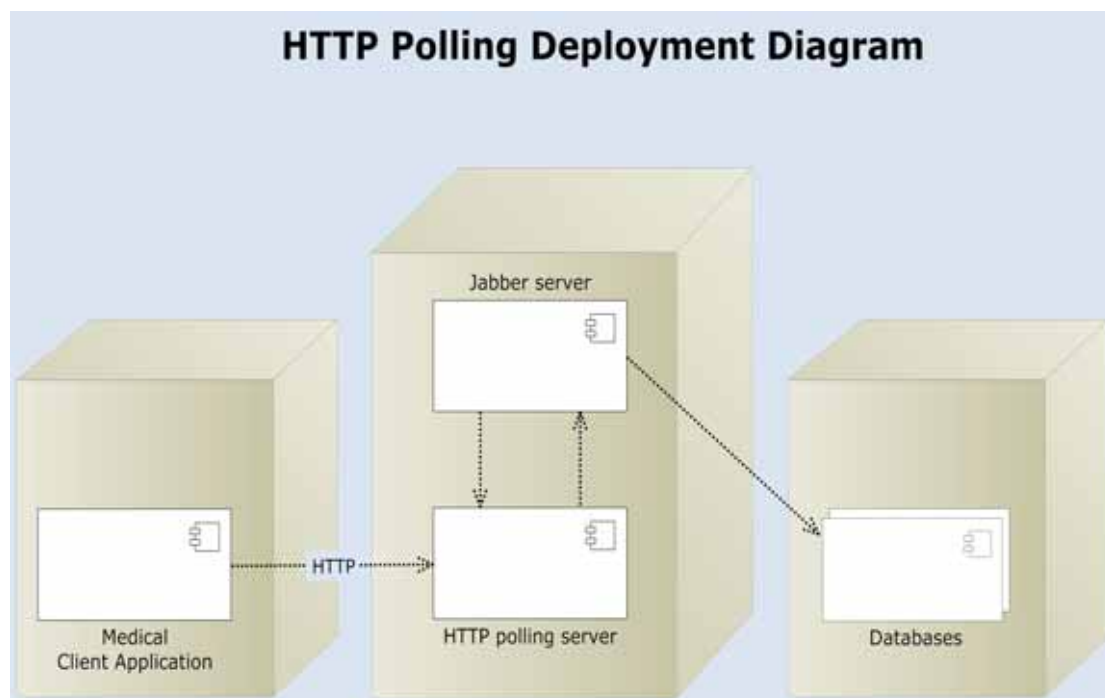 HTTP Polling Deployment Diagram
Jabber server
HTTP
Medical
Client Application
HTTP polling server
Databases